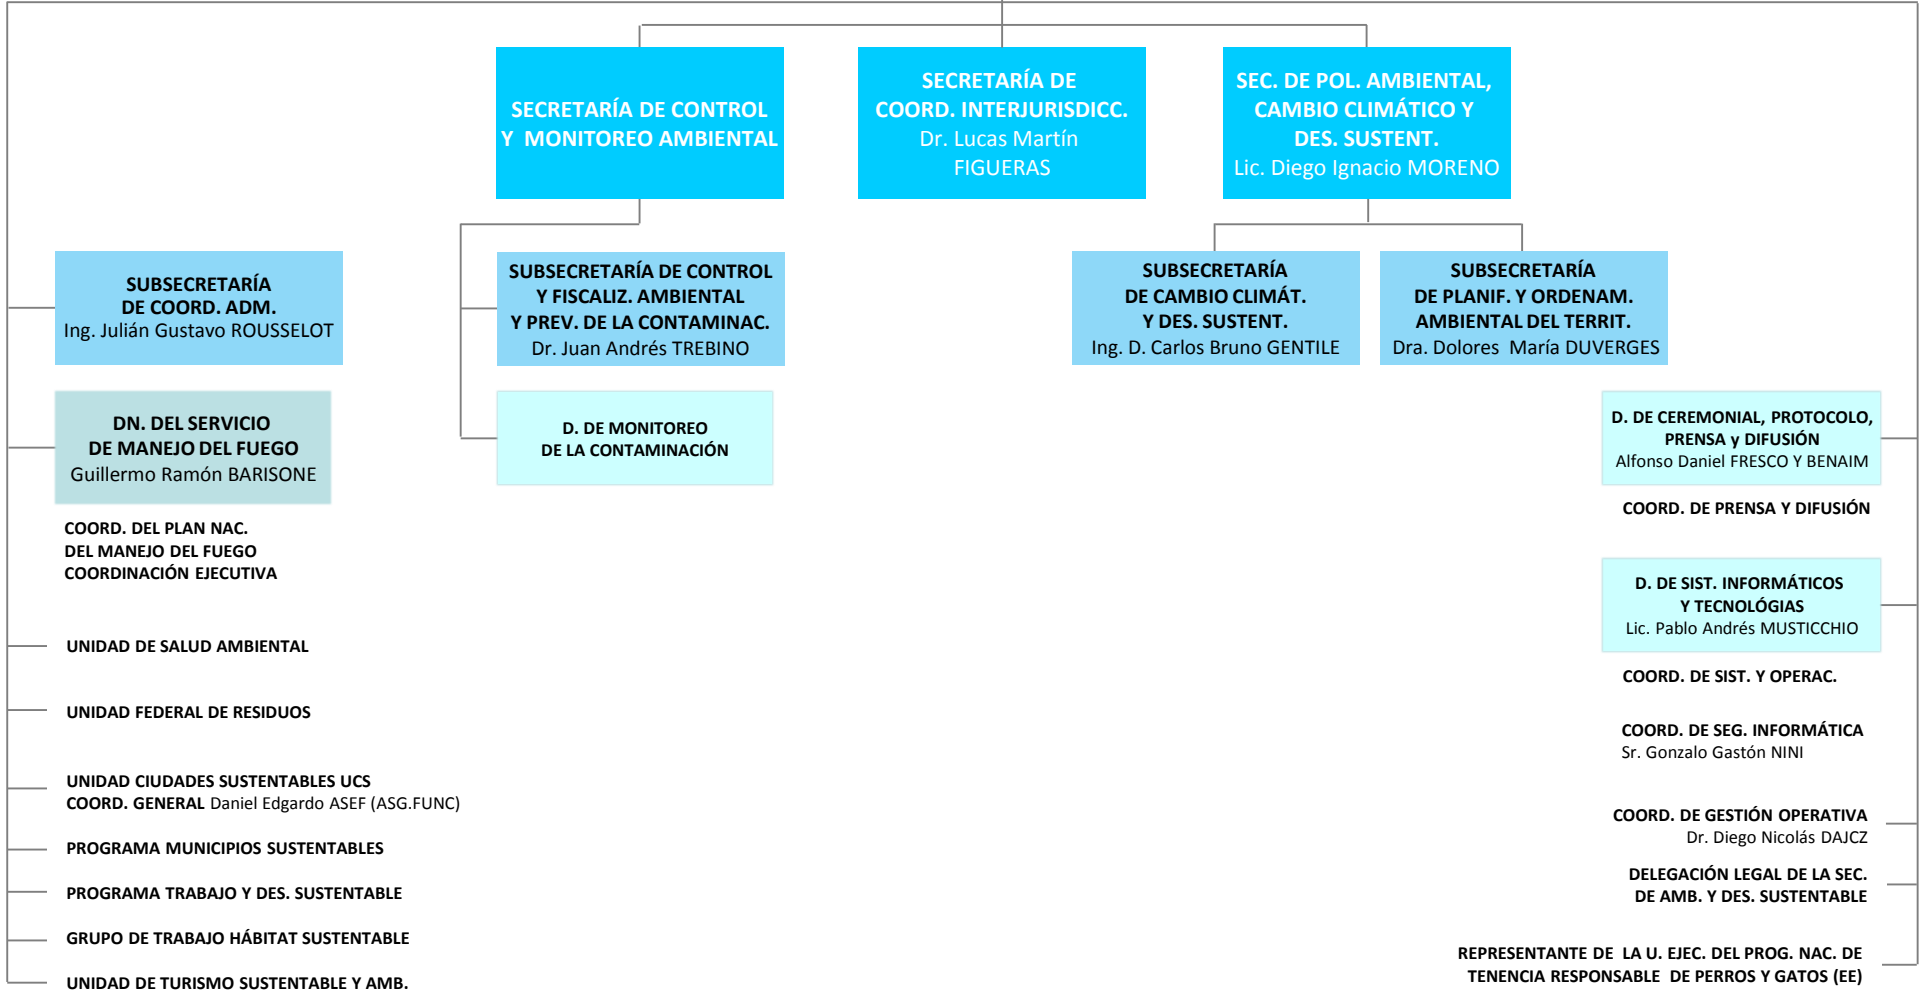 SECRETARÍA DE CONTROL
Y MONITOREO AMBIENTAL
SECRETARÍA DE
COORD. INTERJURISDICC.
Dr. Lucas Martín
FIGUERAS
SEC. DE POL. AMBIENTAL,
CAMBIO CLIMÁTICO Y
DES. SUSTENT.
Lic. Diego Ignacio MORENO
SUBSECRETARÍA
DE COORD. ADM.
Ing. Julián Gustavo ROUSSELOT
SUBSECRETARÍA DE CONTROL
Y FISCALIZ. AMBIENTAL
Y PREV. DE LA CONTAMINAC.
Dr. Juan Andrés TREBINO
SUBSECRETARÍA
DE CAMBIO CLIMÁT.
Y DES. SUSTENT.
Ing. D. Carlos Bruno GENTILE
SUBSECRETARÍA
DE PLANIF. Y ORDENAM.
AMBIENTAL DEL TERRIT.
Dra. Dolores María DUVERGES
DN. DEL SERVICIO
DE MANEJO DEL FUEGO
Guillermo Ramón BARISONE
D. DE MONITOREO
DE LA CONTAMINACIÓN
D. DE CEREMONIAL, PROTOCOLO,
PRENSA y DIFUSIÓN
Alfonso Daniel FRESCO Y BENAIM
COORD. DEL PLAN NAC.
DEL MANEJO DEL FUEGO
COORDINACIÓN EJECUTIVA
COORD. DE PRENSA Y DIFUSIÓN
D. DE SIST. INFORMÁTICOS
Y TECNOLÓGIAS
Lic. Pablo Andrés MUSTICCHIO
UNIDAD DE SALUD AMBIENTAL
COORD. DE SIST. Y OPERAC.
UNIDAD FEDERAL DE RESIDUOS
COORD. DE SEG. INFORMÁTICA
Sr. Gonzalo Gastón NINI
UNIDAD CIUDADES SUSTENTABLES UCS
COORD. GENERAL Daniel Edgardo ASEF (ASG.FUNC)
COORD. DE GESTIÓN OPERATIVA
Dr. Diego Nicolás DAJCZ
PROGRAMA MUNICIPIOS SUSTENTABLES
DELEGACIÓN LEGAL DE LA SEC.
DE AMB. Y DES. SUSTENTABLE
PROGRAMA TRABAJO Y DES. SUSTENTABLE
GRUPO DE TRABAJO HÁBITAT SUSTENTABLE
REPRESENTANTE DE LA U. EJEC. DEL PROG. NAC. DE
TENENCIA RESPONSABLE DE PERROS Y GATOS (EE)
UNIDAD DE TURISMO SUSTENTABLE Y AMB.